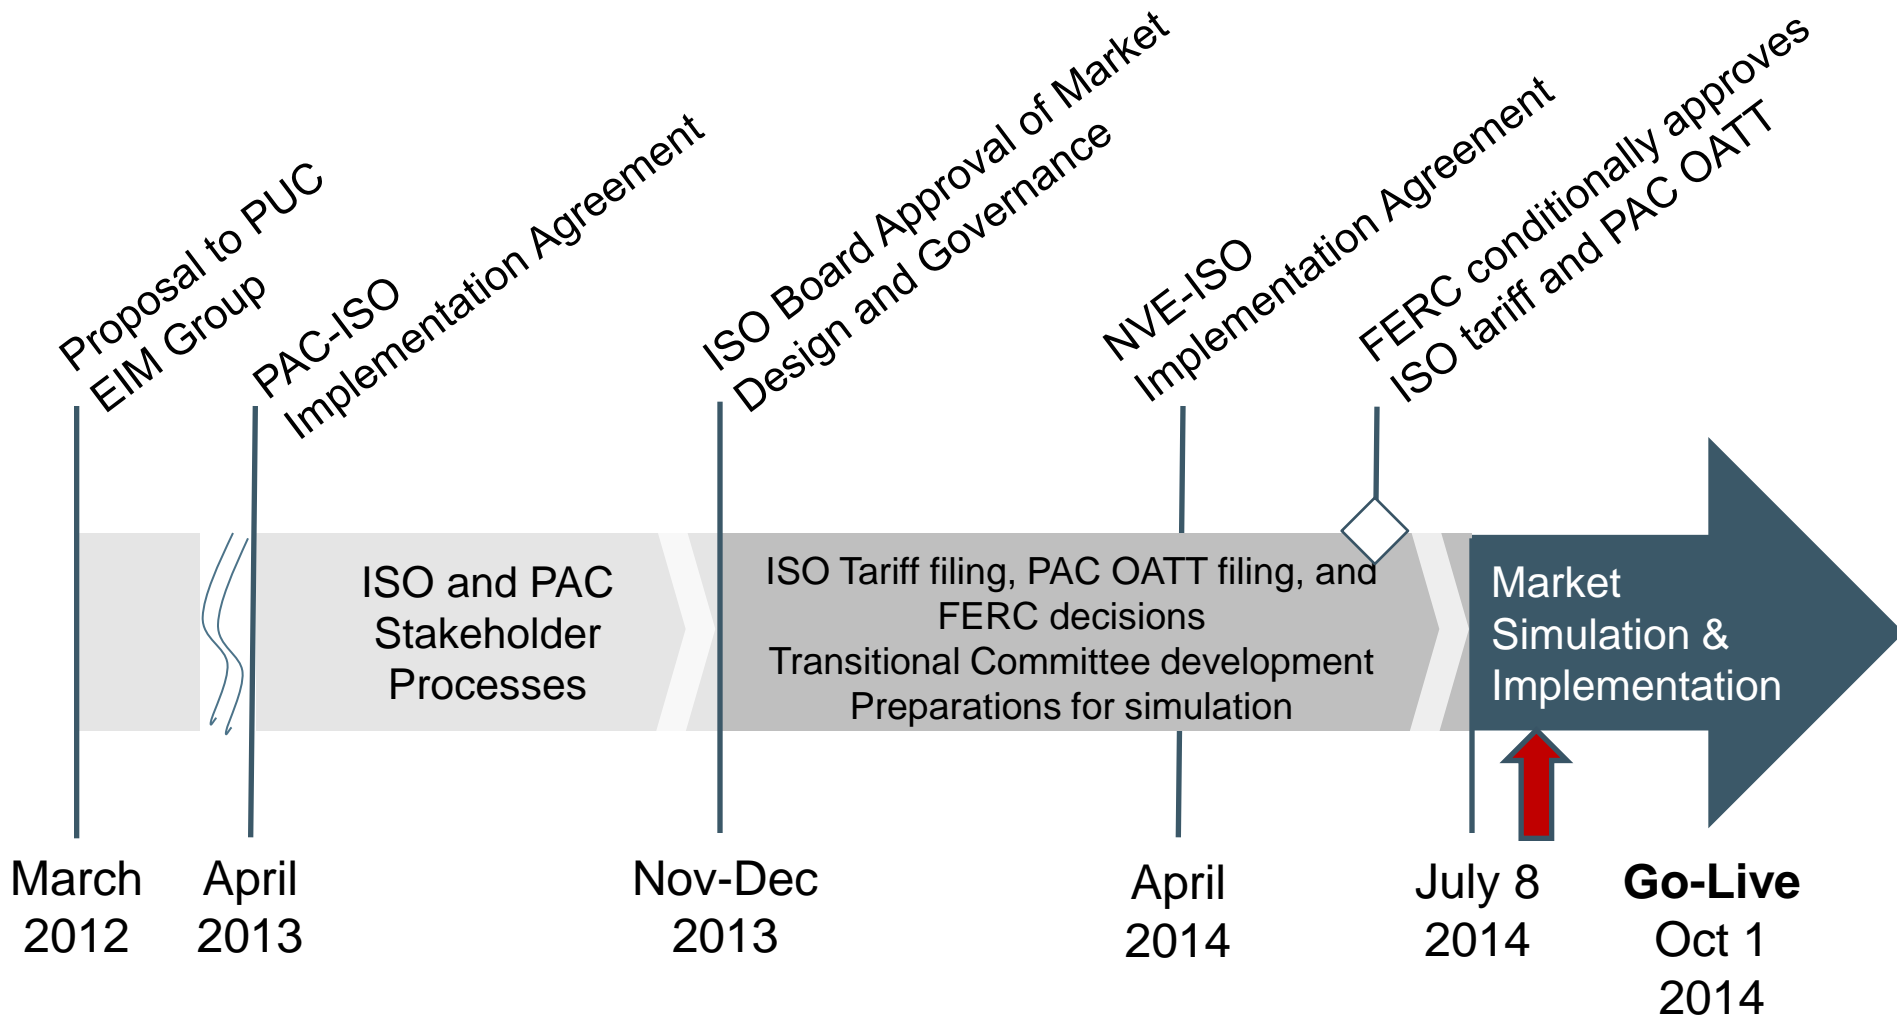 Proposal to PUC
EIM Group
PAC-ISO
Implementation Agreement
ISO Board Approval of Market
Design and Governance
NVE-ISO
Implementation Agreement
FERC conditionally approves
ISO tariff and PAC OATT
ISO and PAC
Stakeholder
Processes
ISO Tariff filing, PAC OATT filing, and
FERC decisions
Transitional Committee development
Preparations for simulation
Market
Simulation &
Implementation
March
2012
April
2013
Nov-Dec
2013
April
2014
July 8
2014
Go-Live
Oct 1
2014